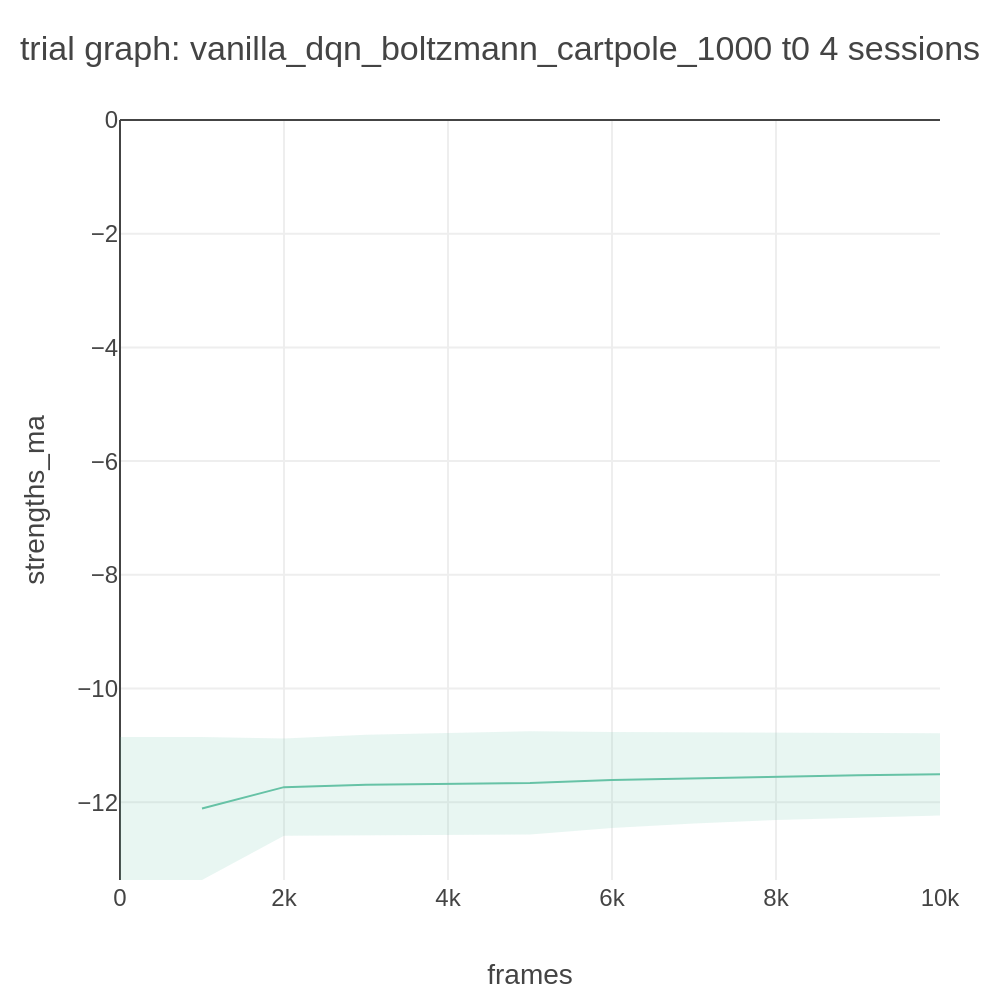 trial graph: vanilla_dqn_boltzmann_cartpole_1000 t0 4 sessions
0
−2
−4
−6
−8
−10
−12
strengths_ma
0 2k 4k 6k 8k 10k
frames